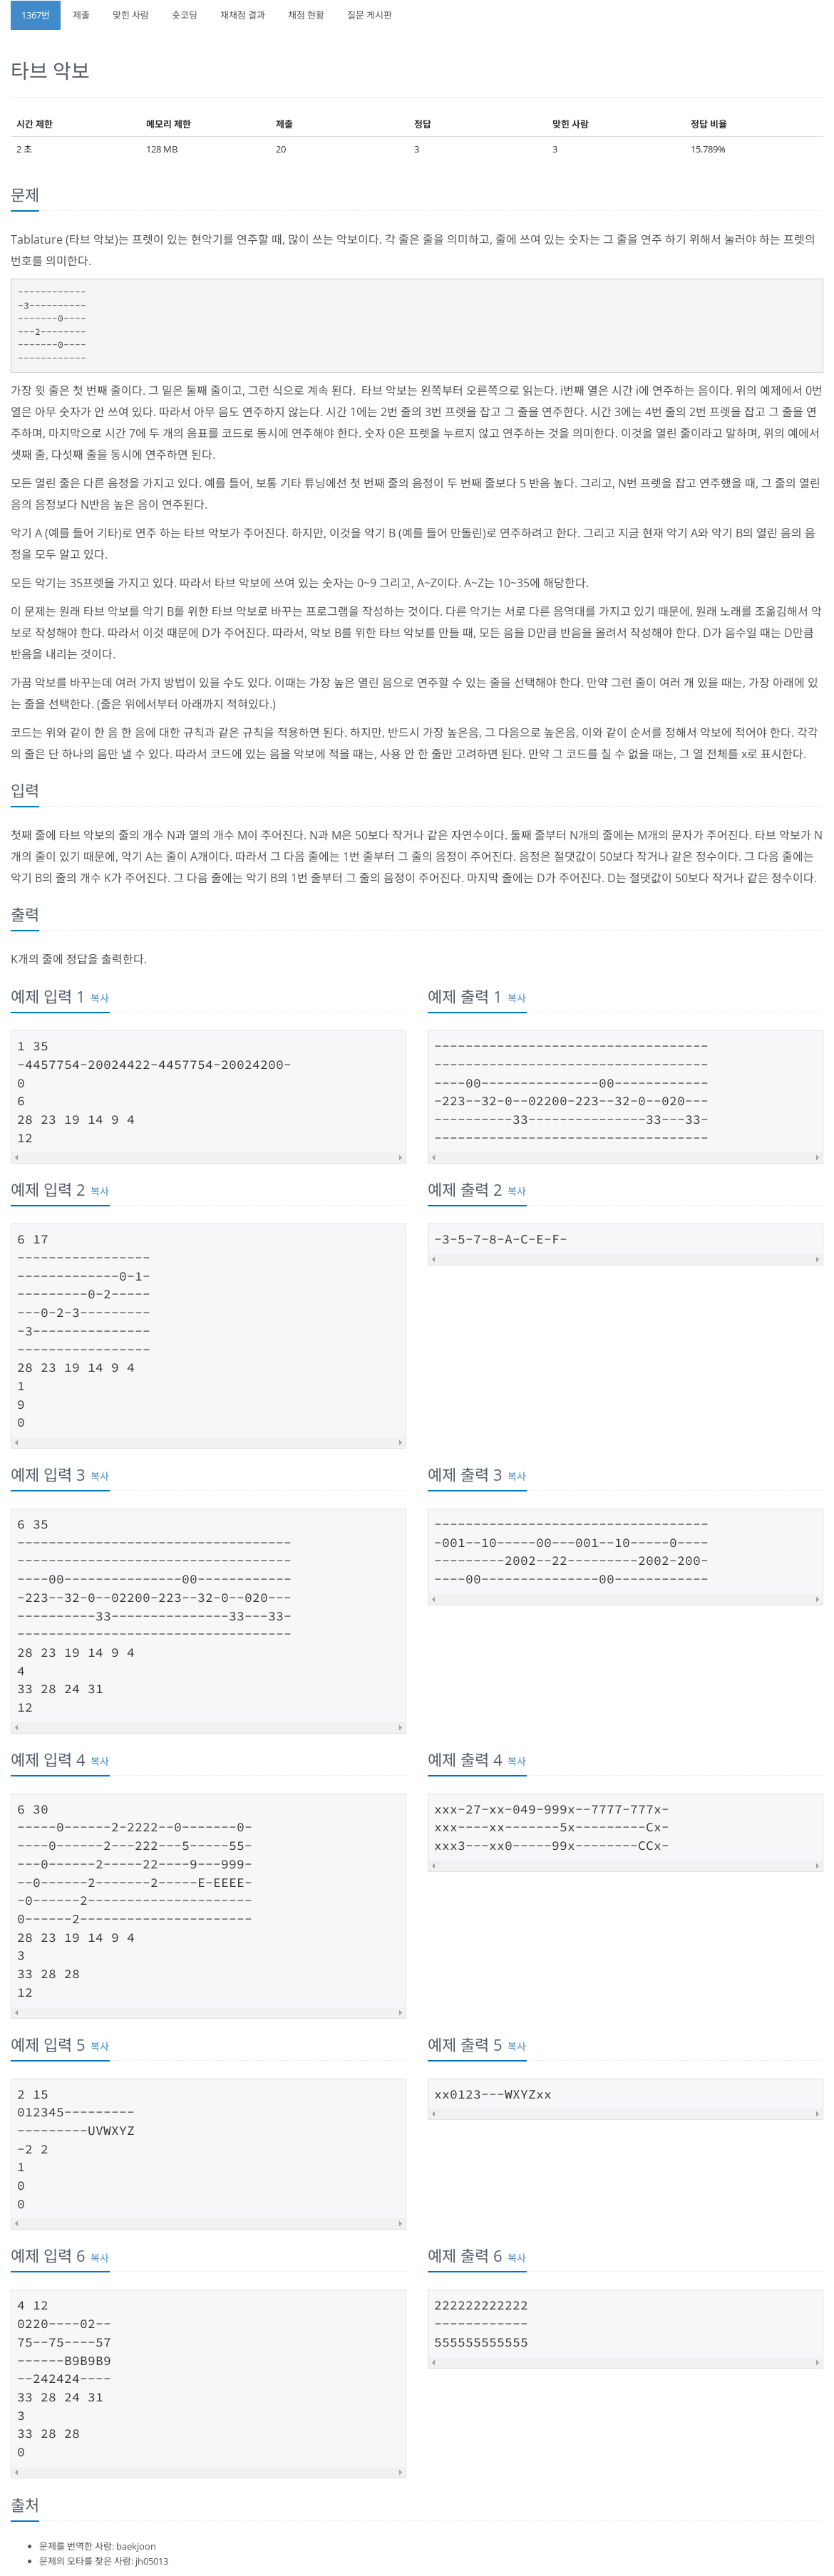 1367번 제출 맞힌 사람 숏코딩 재채점 결과 채점 현황 질문 게시판
타브 악보
시간 제한 메모리 제한 제출 정답 맞힌 사람 정답 비율
2 초 128 MB 20 3 3 15.789%
문제
Tablature (타브 악보)는 프렛이 있는 현악기를 연주할 때, 많이 쓰는 악보이다. 각 줄은 줄을 의미하고, 줄에 쓰여 있는 숫자는 그 줄을 연주 하기 위해서 눌러야 하는 프렛의
번호를 의미한다.
------------
-3----------
-------0----
---2--------
-------0----
------------
가장 윗 줄은 첫 번째 줄이다. 그 밑은 둘째 줄이고, 그런 식으로 계속 된다. 타브 악보는 왼쪽부터 오른쪽으로 읽는다. i번째 열은 시간 i에 연주하는 음이다. 위의 예제에서 0번
열은 아무 숫자가 안 쓰여 있다. 따라서 아무 음도 연주하지 않는다. 시간 1에는 2번 줄의 3번 프렛을 잡고 그 줄을 연주한다. 시간 3에는 4번 줄의 2번 프렛을 잡고 그 줄을 연
주하며, 마지막으로 시간 7에 두 개의 음표를 코드로 동시에 연주해야 한다. 숫자 0은 프렛을 누르지 않고 연주하는 것을 의미한다. 이것을 열린 줄이라고 말하며, 위의 예에서
셋째 줄, 다섯째 줄을 동시에 연주하면 된다.
모든 열린 줄은 다른 음정을 가지고 있다. 예를 들어, 보통 기타 튜닝에선 첫 번째 줄의 음정이 두 번째 줄보다 5 반음 높다. 그리고, N번 프렛을 잡고 연주했을 때, 그 줄의 열린
음의 음정보다 N반음 높은 음이 연주된다.
악기 A (예를 들어 기타)로 연주 하는 타브 악보가 주어진다. 하지만, 이것을 악기 B (예를 들어 만돌린)로 연주하려고 한다. 그리고 지금 현재 악기 A와 악기 B의 열린 음의 음
정을 모두 알고 있다.
모든 악기는 35프렛을 가지고 있다. 따라서 타브 악보에 쓰여 있는 숫자는 0~9 그리고, A~Z이다. A~Z는 10~35에 해당한다.
이 문제는 원래 타브 악보를 악기 B를 위한 타브 악보로 바꾸는 프로그램을 작성하는 것이다. 다른 악기는 서로 다른 음역대를 가지고 있기 때문에, 원래 노래를 조옮김해서 악
보로 작성해야 한다. 따라서 이것 때문에 D가 주어진다. 따라서, 악보 B를 위한 타브 악보를 만들 때, 모든 음을 D만큼 반음을 올려서 작성해야 한다. D가 음수일 때는 D만큼
반음을 내리는 것이다.
가끔 악보를 바꾸는데 여러 가지 방법이 있을 수도 있다. 이때는 가장 높은 열린 음으로 연주할 수 있는 줄을 선택해야 한다. 만약 그런 줄이 여러 개 있을 때는, 가장 아래에 있
는 줄을 선택한다. (줄은 위에서부터 아래까지 적혀있다.)
코드는 위와 같이 한 음 한 음에 대한 규칙과 같은 규칙을 적용하면 된다. 하지만, 반드시 가장 높은음, 그 다음으로 높은음, 이와 같이 순서를 정해서 악보에 적어야 한다. 각각
의 줄은 단 하나의 음만 낼 수 있다. 따라서 코드에 있는 음을 악보에 적을 때는, 사용 안 한 줄만 고려하면 된다. 만약 그 코드를 칠 수 없을 때는, 그 열 전체를 x로 표시한다.
입력
첫째 줄에 타브 악보의 줄의 개수 N과 열의 개수 M이 주어진다. N과 M은 50보다 작거나 같은 자연수이다. 둘째 줄부터 N개의 줄에는 M개의 문자가 주어진다. 타브 악보가 N
개의 줄이 있기 때문에, 악기 A는 줄이 A개이다. 따라서 그 다음 줄에는 1번 줄부터 그 줄의 음정이 주어진다. 음정은 절댓값이 50보다 작거나 같은 정수이다. 그 다음 줄에는
악기 B의 줄의 개수 K가 주어진다. 그 다음 줄에는 악기 B의 1번 줄부터 그 줄의 음정이 주어진다. 마지막 줄에는 D가 주어진다. D는 절댓값이 50보다 작거나 같은 정수이다.
출력
K개의 줄에 정답을 출력한다.
예제 입력 1 복사
1 35
-4457754-20024422-4457754-20024200-
0
6
28 23 19 14 9 4
12
예제 출력 1 복사
-----------------------------------
-----------------------------------
----00---------------00------------
-223--32-0--02200-223--32-0--020---
----------33---------------33---33-
-----------------------------------
예제 입력 2 복사
6 17
-----------------
-------------0-1-
---------0-2-----
---0-2-3---------
-3---------------
-----------------
28 23 19 14 9 4
1
9
0
예제 출력 2 복사
-3-5-7-8-A-C-E-F-
예제 입력 3 복사
6 35
-----------------------------------
-----------------------------------
----00---------------00------------
-223--32-0--02200-223--32-0--020---
----------33---------------33---33-
-----------------------------------
28 23 19 14 9 4
4
33 28 24 31
12
예제 출력 3 복사
-----------------------------------
-001--10-----00---001--10-----0----
---------2002--22---------2002-200-
----00---------------00------------
예제 입력 4 복사
6 30
-----0------2-2222--0-------0-
----0------2---222---5-----55-
---0------2-----22----9---999-
--0------2-------2-----E-EEEE-
-0------2---------------------
0------2----------------------
28 23 19 14 9 4
3
33 28 28
12
예제 출력 4 복사
xxx-27-xx-049-999x--7777-777x-
xxx----xx-------5x---------Cx-
xxx3---xx0-----99x--------CCx-
예제 입력 5 복사
2 15
012345---------
---------UVWXYZ
-2 2
1
0
0
예제 출력 5 복사
xx0123---WXYZxx
예제 입력 6 복사
4 12
0220----02--
75--75----57
------B9B9B9
--242424----
33 28 24 31
3
33 28 28
0
예제 출력 6 복사
222222222222
------------
555555555555
출처
문제를 번역한 사람: baekjoon
문제의 오타를 찾은 사람: jh05013